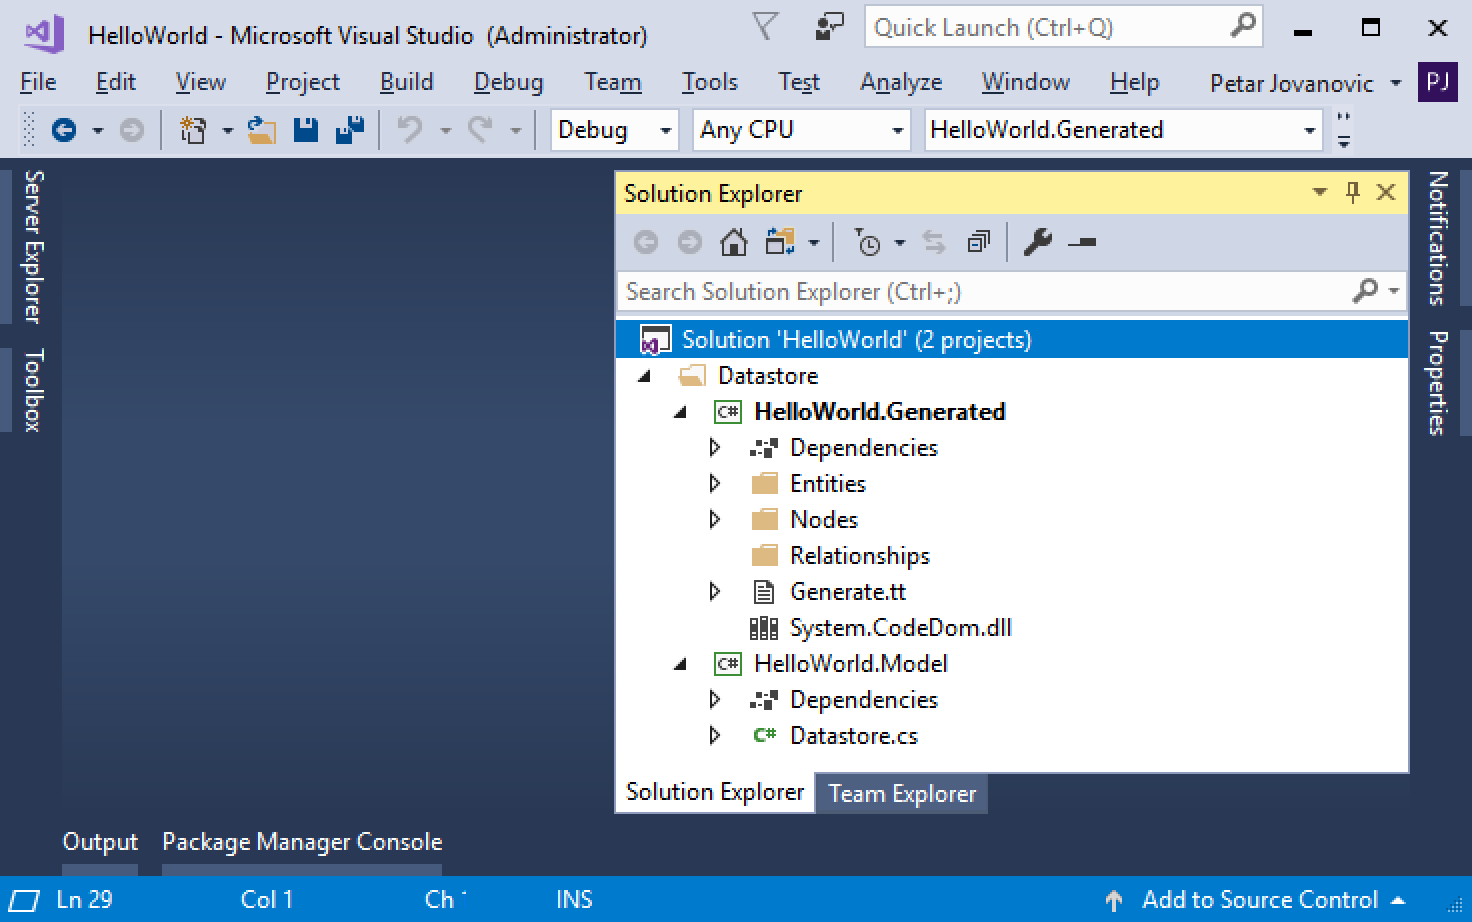 HelloWorld - Microsoft Visual Studio (Administrator)
Quick Launch (Ctrl+Q)
File Edit View Project Build Debug Team Tools Test Analyze Window Help Petar Jovanovic PJ
Debug Any CPU HelloWorld.Generated
Server Explorer
Toolbox
Solution Explorer
Search Solution Explorer (Ctrl+;)
Solution 'HelloWorld' (2 projects)
Datastore
C# HelloWorld.Generated
Dependencies
Entities
Nodes
Relationships
Generate.tt
System.CodeDom.dll
C# HelloWorld.Model
Dependencies
C# Datastore.cs
Solution Explorer Team Explorer
Notifications
Properties
Output Package Manager Console
Ln 29 Col 1 Ch INS Add to Source Control